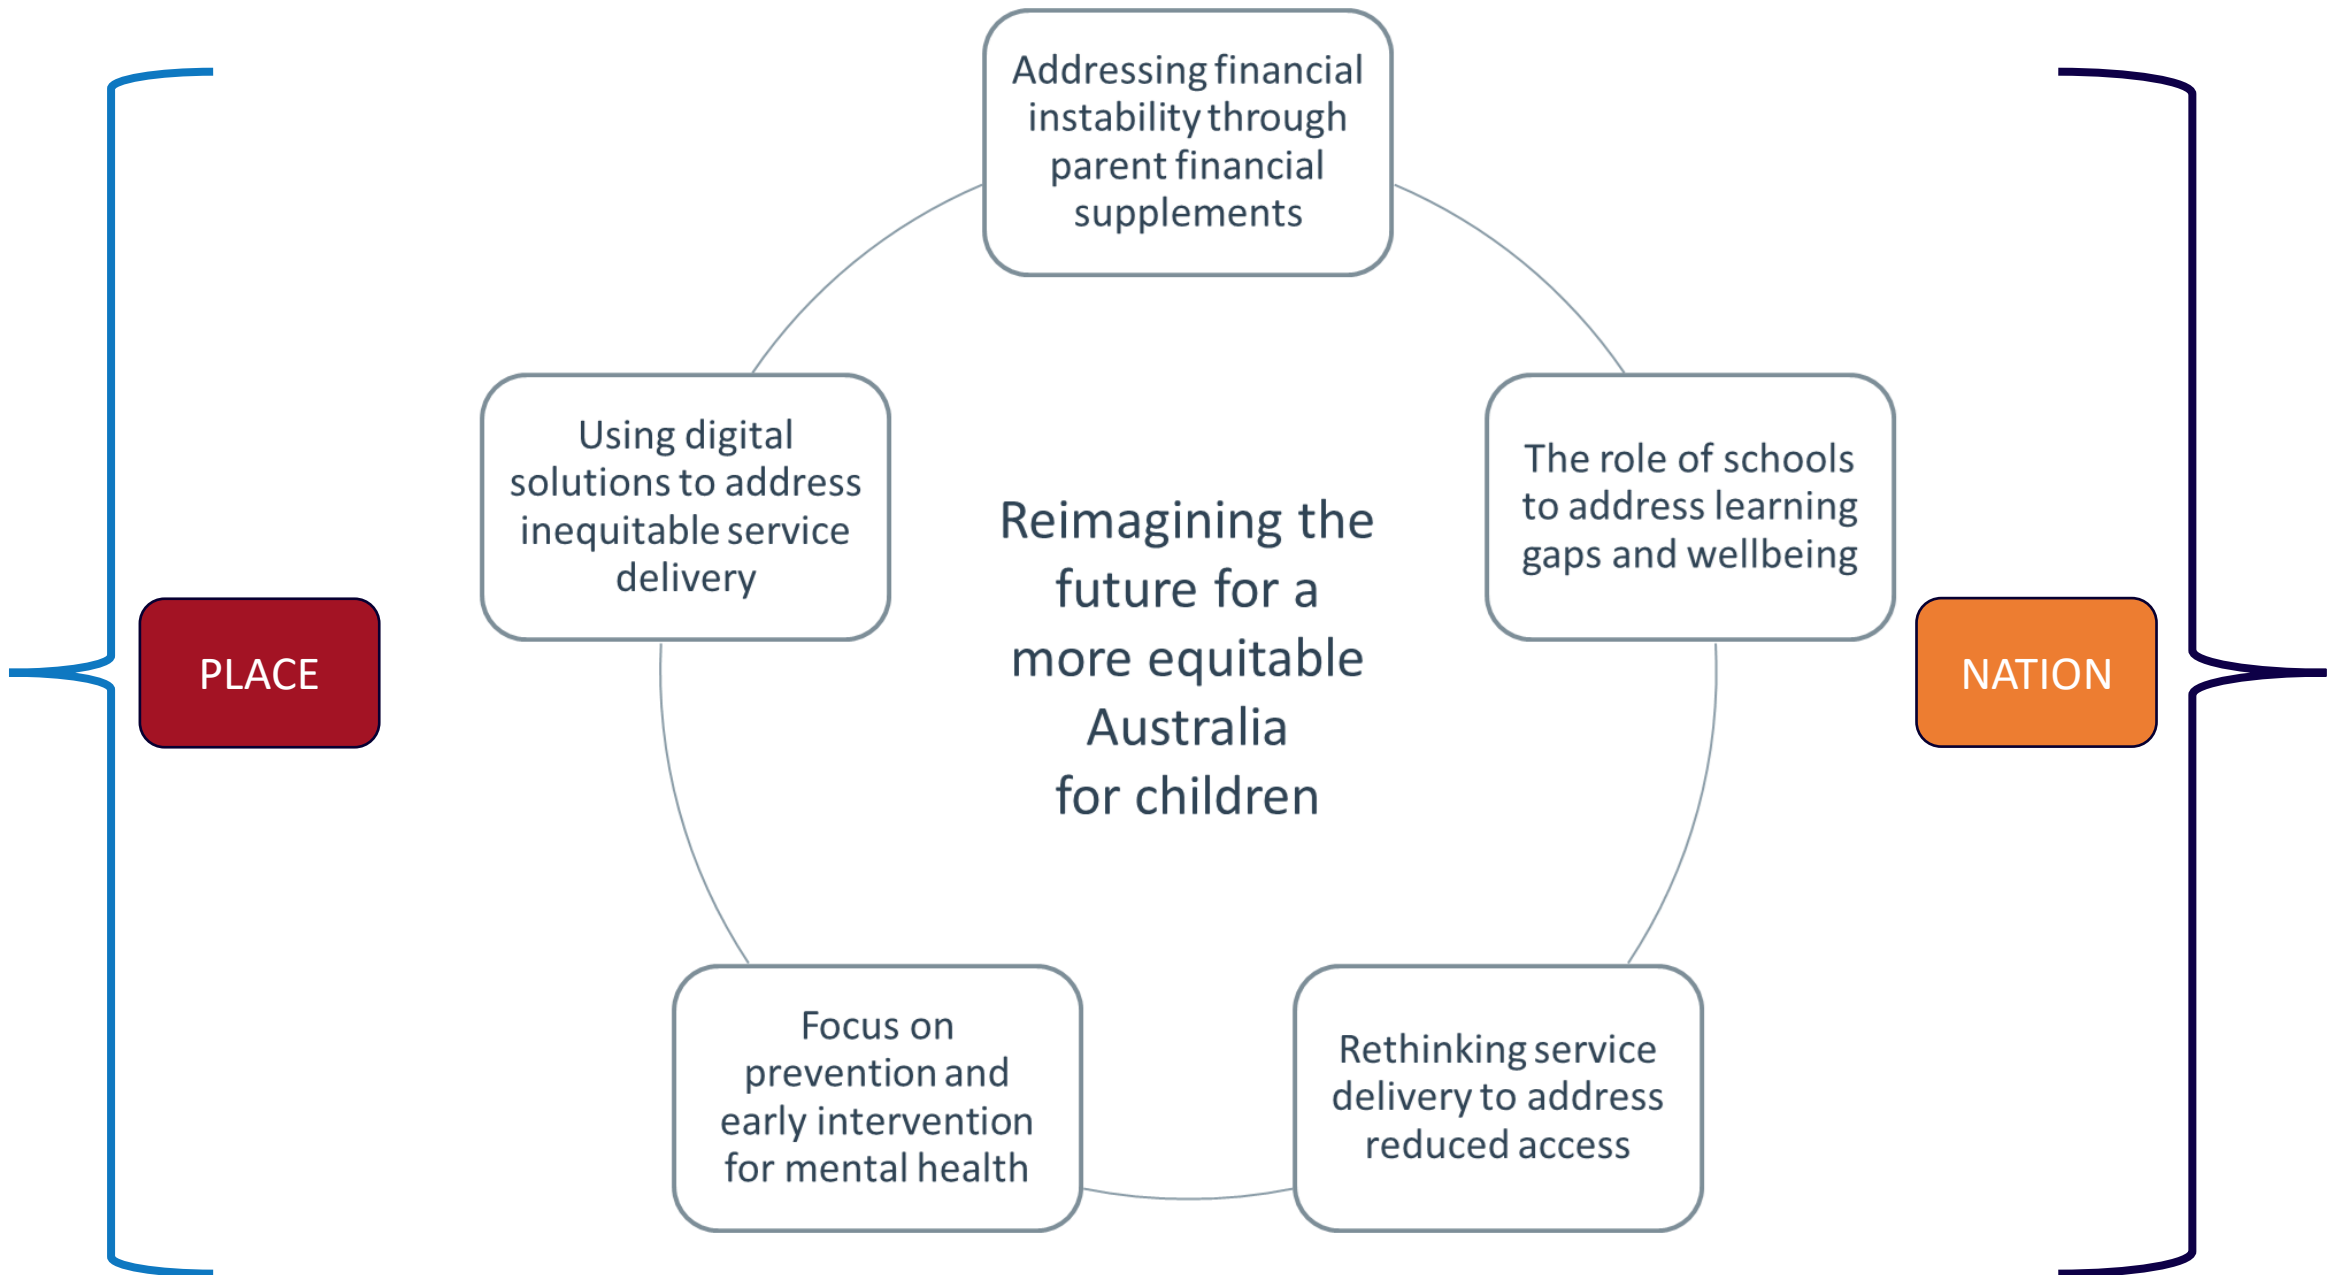 Addressing financial
instability through
parent financial
supplements
Using digital
solutions to address
inequitable service
delivery
The role of schools
to address learning
gaps and wellbeing
Reimagining the
future for a
more equitable
Australia
for children
PLACE
NATION
Focus on
prevention and
early intervention
for mental health
Rethinking service
delivery to address
reduced access